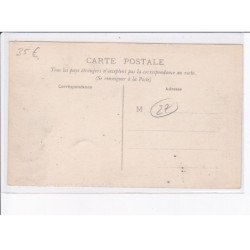 35 €
CARTE POSTALE
Tous les pays étrangers n'acceptent pas la correspondance au recto.
(Se renseigner à la Poste)
Correspondance
Adresse
M
27